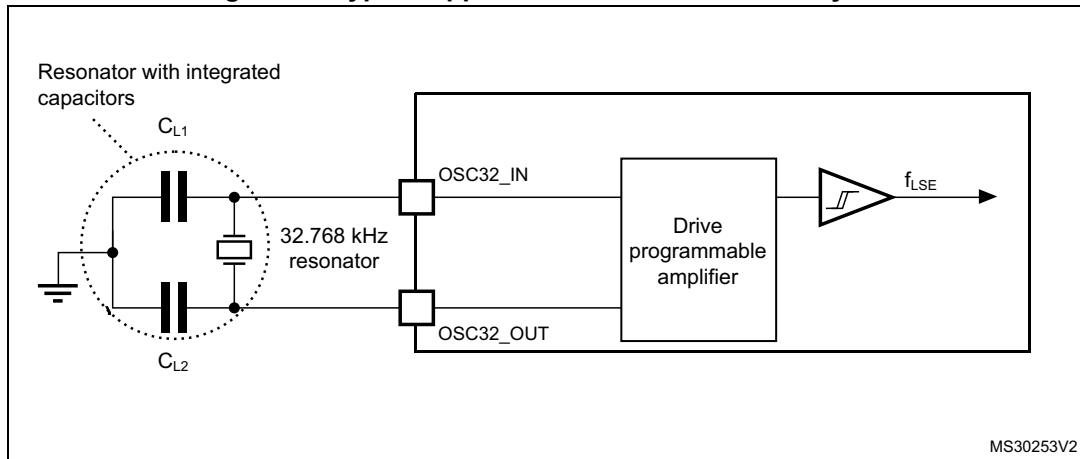 Resonator with integrated
capacitors
CL1
OSC32_IN
fLSE
32.768 kHz
resonator
Drive
programmable
amplifier
OSC32_OUT
CL2
MS30253V2